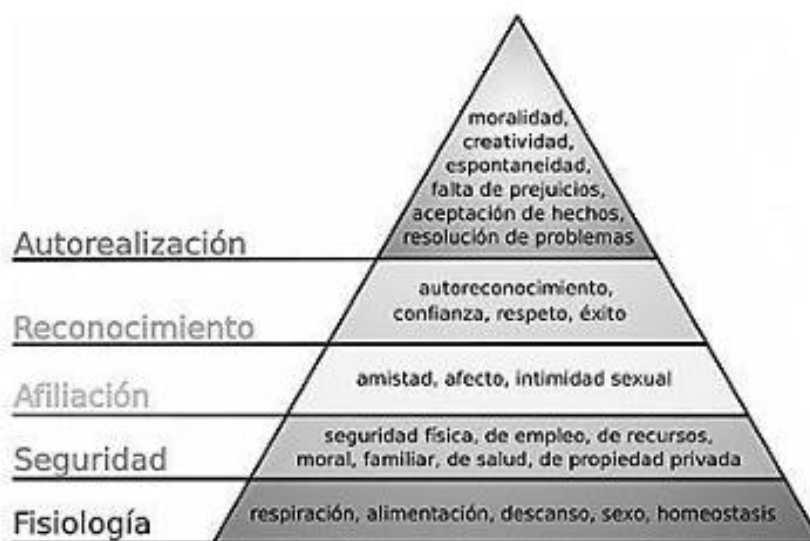 moralidad,
creatividad,
espontaneidad,
falta de prejuicios,
aceptación de hechos,
resolución de problemas
Autorealización
autoreconocimiento,
confianza, respeto, éxito
Reconocimiento
amistad, afecto, intimidad sexual
Afiliación
seguridad física, de empleo, de recursos,
moral, familiar, de salud, de propiedad privada
Seguridad
respiración, alimentación, descanso, sexo, homeostasis
Fisiología